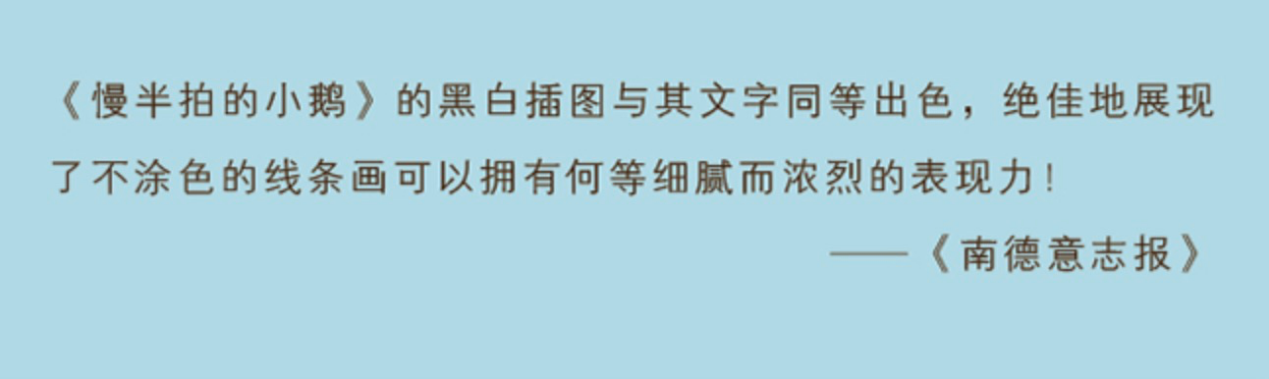 《慢半拍的小鹅》的黑白插图与其文字同等出色，绝佳地展现
了不涂色的线条画可以拥有何等细腻而浓烈的表现力！
——《南德意志报》